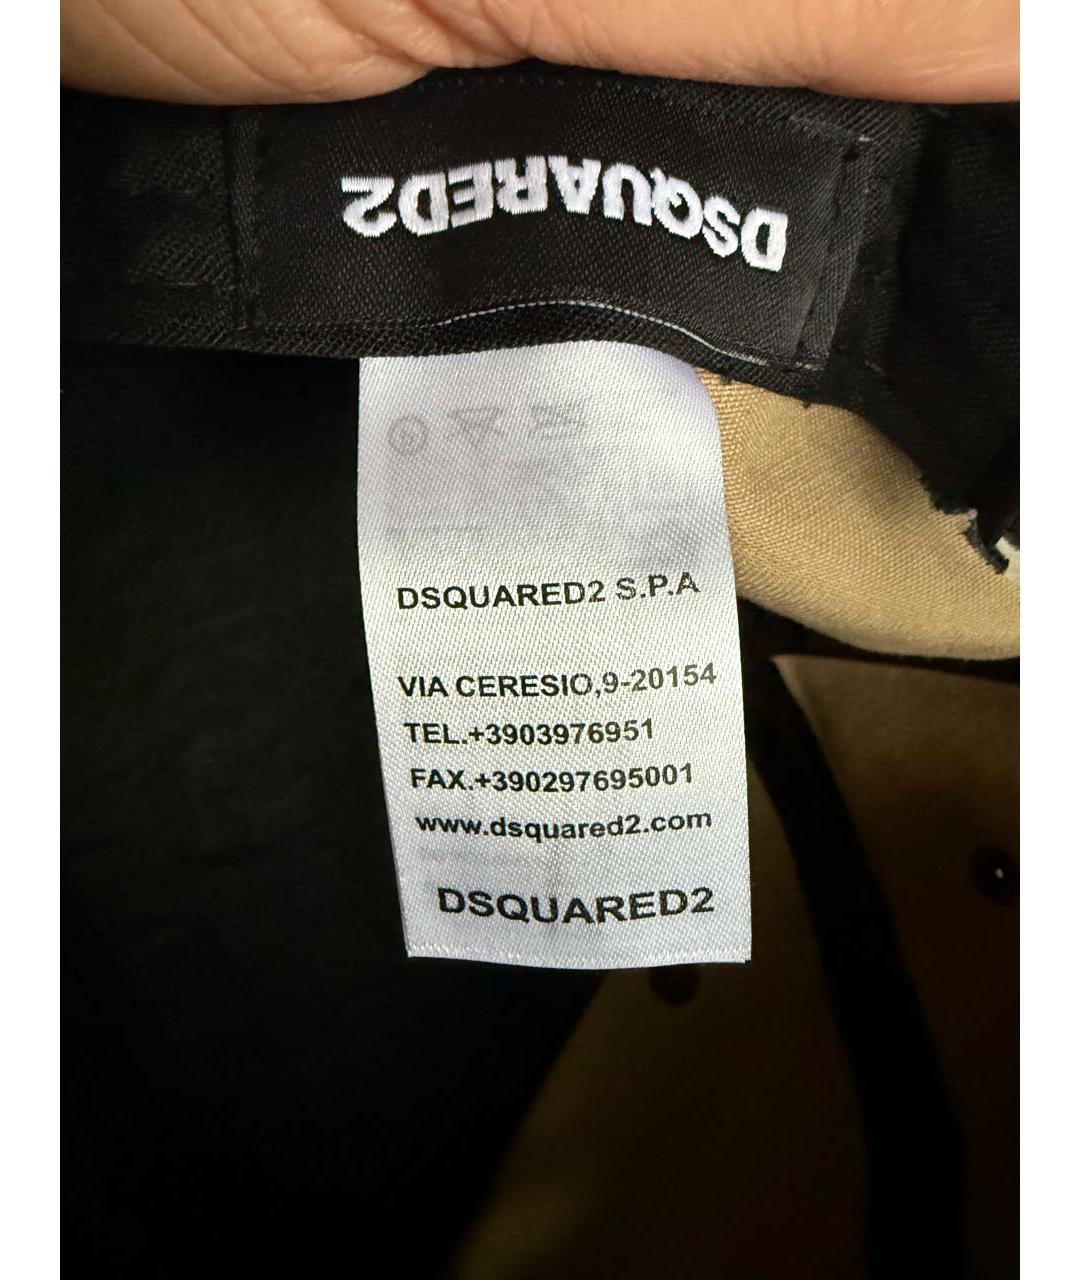 DSQUARED2
DSQUARED2 S.P.A
VIA CERESIO,9-20154
TEL.+3903976951
FAX.+390297695001
www.dsquared2.com
DSQUARED2